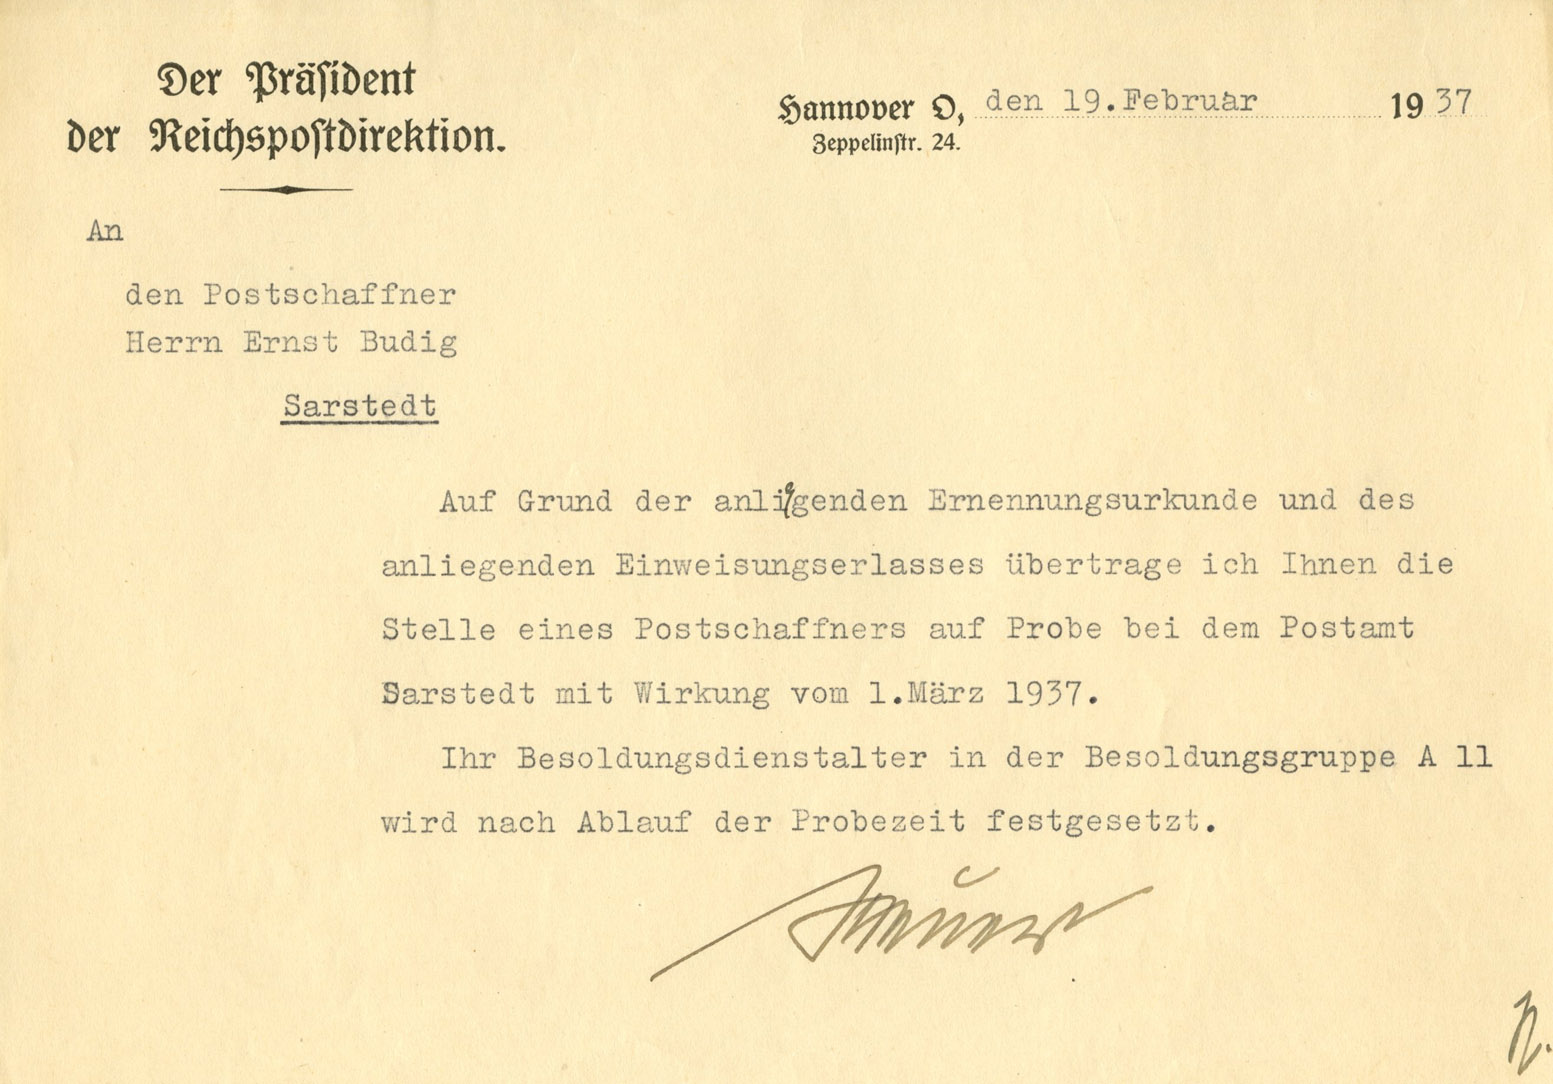 Der Präsident
der Reichspostdirektion.
Hannover O, den 19.Februar 1937
Zeppelinstr. 24.
An
den Postschaffner
Herrn Ernst Budig
Sarstedt
Auf Grund der anliegenden Ernennungsurkunde und des
anliegenden Einweisungserlasses übertrage ich Ihnen die
Stelle eines Postschaffners auf Probe bei dem Postamt
Sarstedt mit Wirkung vom 1.März 1937.
Ihr Besoldungsdienstalter in der Besoldungsgruppe A 11
wird nach Ablauf der Probezeit festgesetzt.